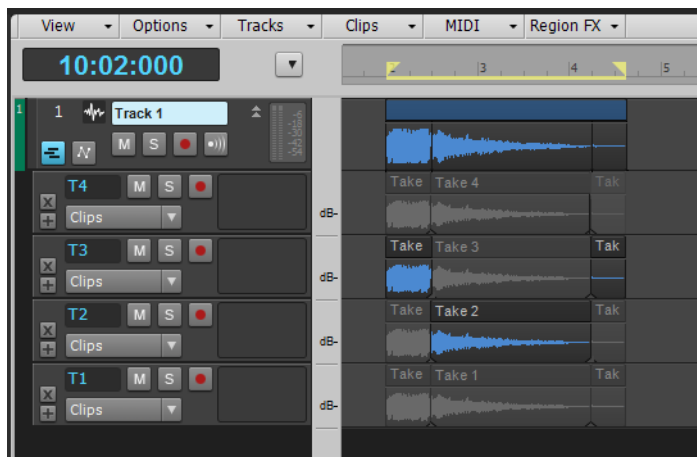 View Options Tracks Clips MIDI Region FX
10:02:000
2 3 4 5
1 1 Track 1
M S
T4 M S Take Take 4 Tak
x
+ Clips dB-
T3 M S Take Take 3 Tak
x
+ Clips dB-
T2 M S Take Take 2 Tak
x
+ Clips dB-
T1 M S Take Take 1 Tak
x
+ Clips dB-